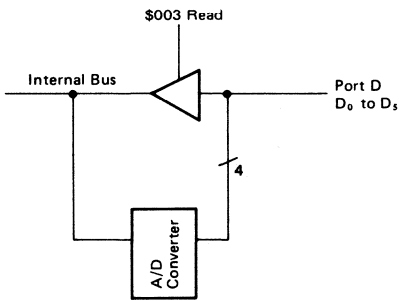 $003 Read
Internal Bus
Port D
D₀ to D₅
4
A/D
Converter